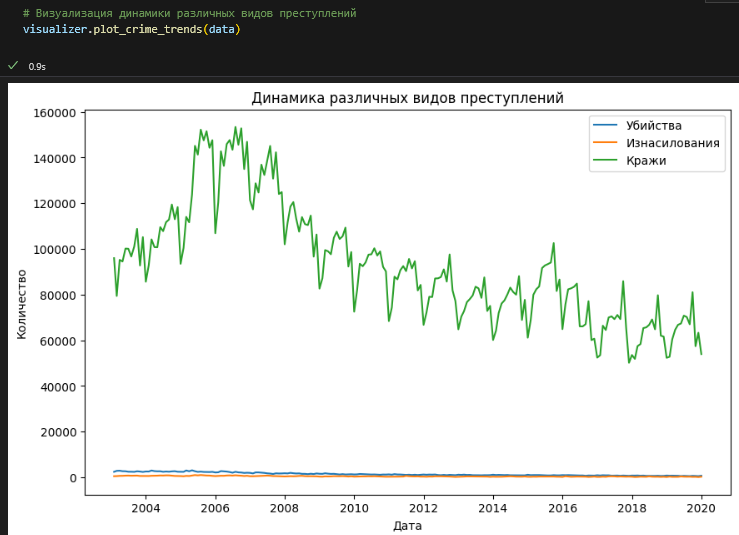 # Визуализация динамики различных видов преступлений
visualizer.plot_crime_trends(data)
0.9s
Динамика различных видов преступлений
160000
140000
120000
100000
80000
60000
40000
20000
0
Количество
Убийства
Изнасилования
Кражи
2004 2006 2008 2010 2012 2014 2016 2018 2020
Дата